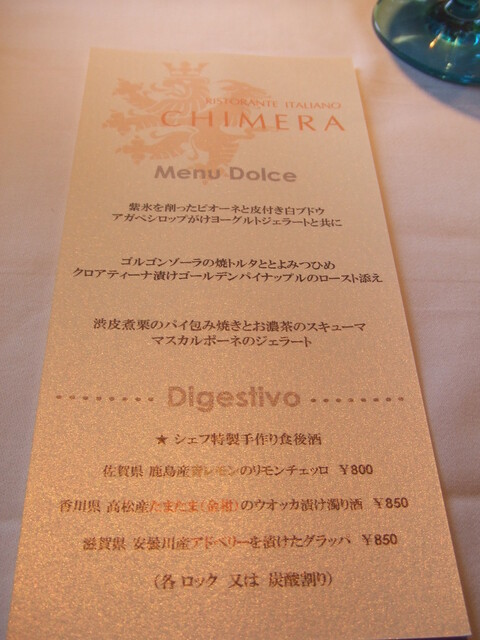 RISTORANTE ITALIANO
CHIMERA
Menu Dolce
紫氷を削ったピオーネと皮付き白ブドウ
アガベシロップがけヨーグルトジェラートと共に
ゴルゴンゾーラの焼トルタととよみつひめ
クロアティーナ漬けゴールデンパイナップルのロースト添え
渋皮煮栗のパイ包み焼きとお濃茶のスキューマ
マスカルポーネのジェラート
Digestivo
★ シェフ特製手作り食後酒
佐賀県 鹿島産青レモンのリモンチェッロ ￥800
香川県 高松産たまたま(金柑)のウオッカ漬け濁り酒 ￥850
滋賀県 安曇川産アドベリーを漬けたグラッパ ￥850
(各ロック 又は 炭酸割り)